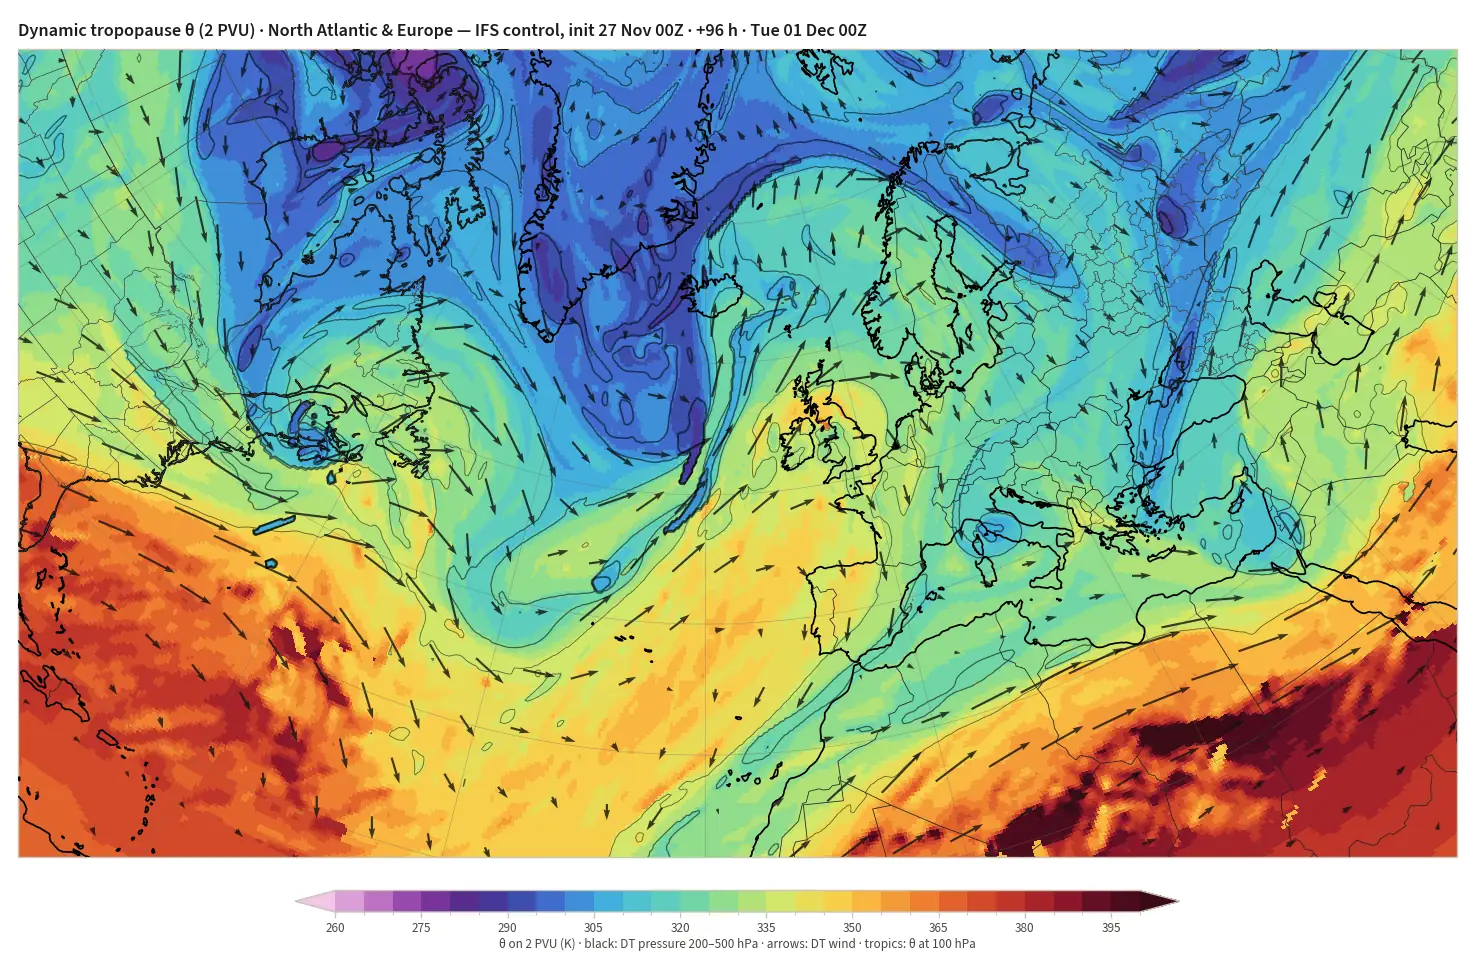 Dynamic tropopause θ (2 PVU) · North Atlantic & Europe — IFS control, init 27 Nov 00Z · +96 h · Tue 01 Dec 00Z
260 275 290 305 320 335 350 365 380 395
θ on 2 PVU (K) · black: DT pressure 200–500 hPa · arrows: DT wind · tropics: θ at 100 hPa